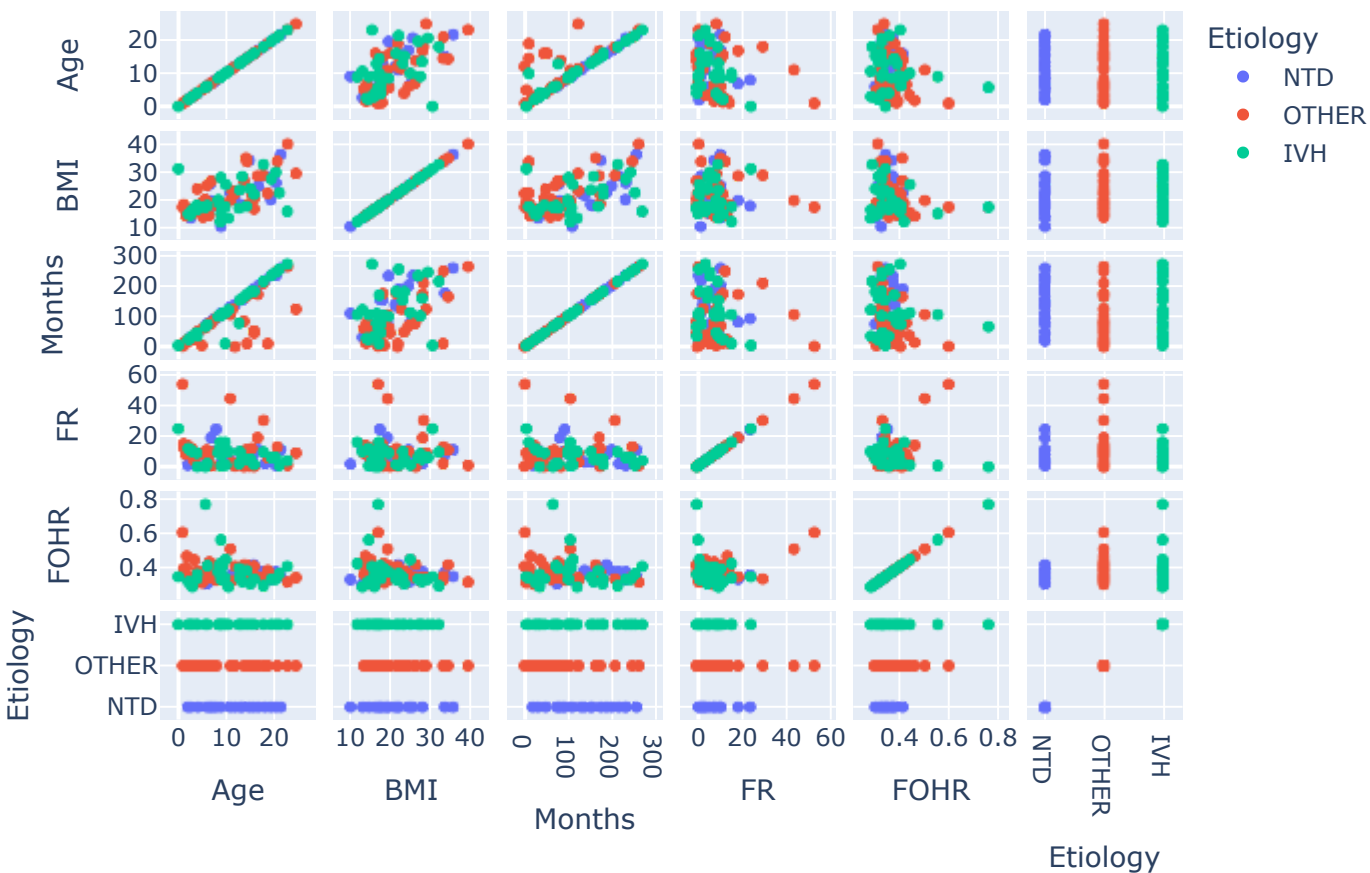 Etiology
NTD
OTHER
IVH
Age
20
10
0
BMI
40
30
20
10
Months
300
200
100
0
FR
60
40
20
0
FOHR
0.8
0.6
0.4
Etiology
IVH
OTHER
NTD
0 10 20
10 20 30 40
0 100 200 300
0 20 40 60
0.4 0.6 0.8
NTD OTHER IVH
Age
BMI
Months
FR
FOHR
Etiology